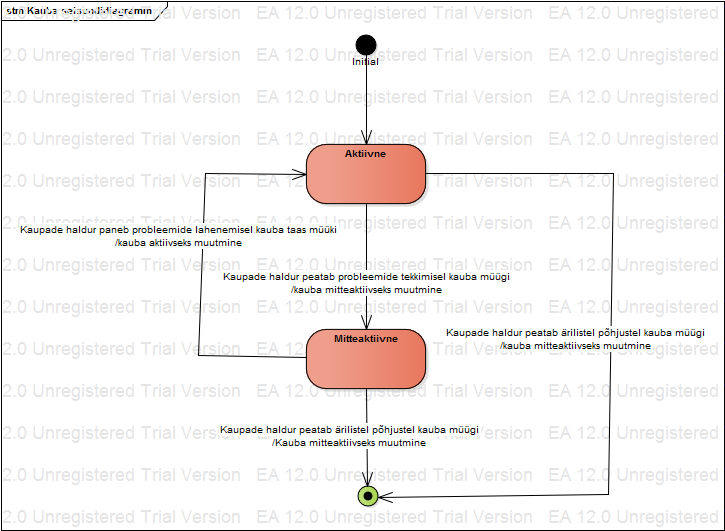 stm Kauba seisundidiagramm
Initial
Aktiivne
Kaupade haldur paneb probleemide lahenemisel kauba taas müüki
/kauba aktiivseks muutmine
Kaupade haldur peatab probleemide tekkimisel kauba müügi
/kauba mitteaktiivseks muutmine
Kaupade haldur peatab ärilistel põhjustel kauba müügi
/kauba mitteaktiivseks muutmine
Mitteaktiivne
Kaupade haldur peatab ärilistel põhjustel kauba müügi
/Kauba mitteaktiivseks muutmine
EA 12.0 Unregistered Trial Version